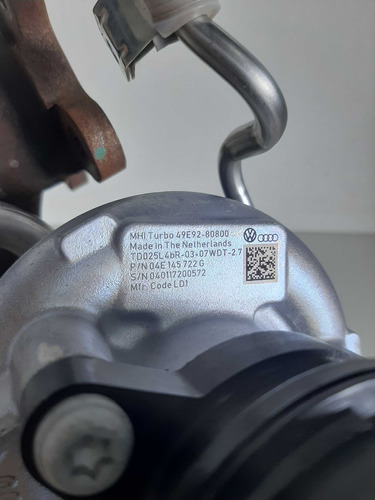 MHI Turbo 49E92-80800
Made in The Netherlands
TD025L4bR-03-07WDT-2.7
P/N 04E 145 722 G
S/N 040117200572
Mfr. Code LDJ